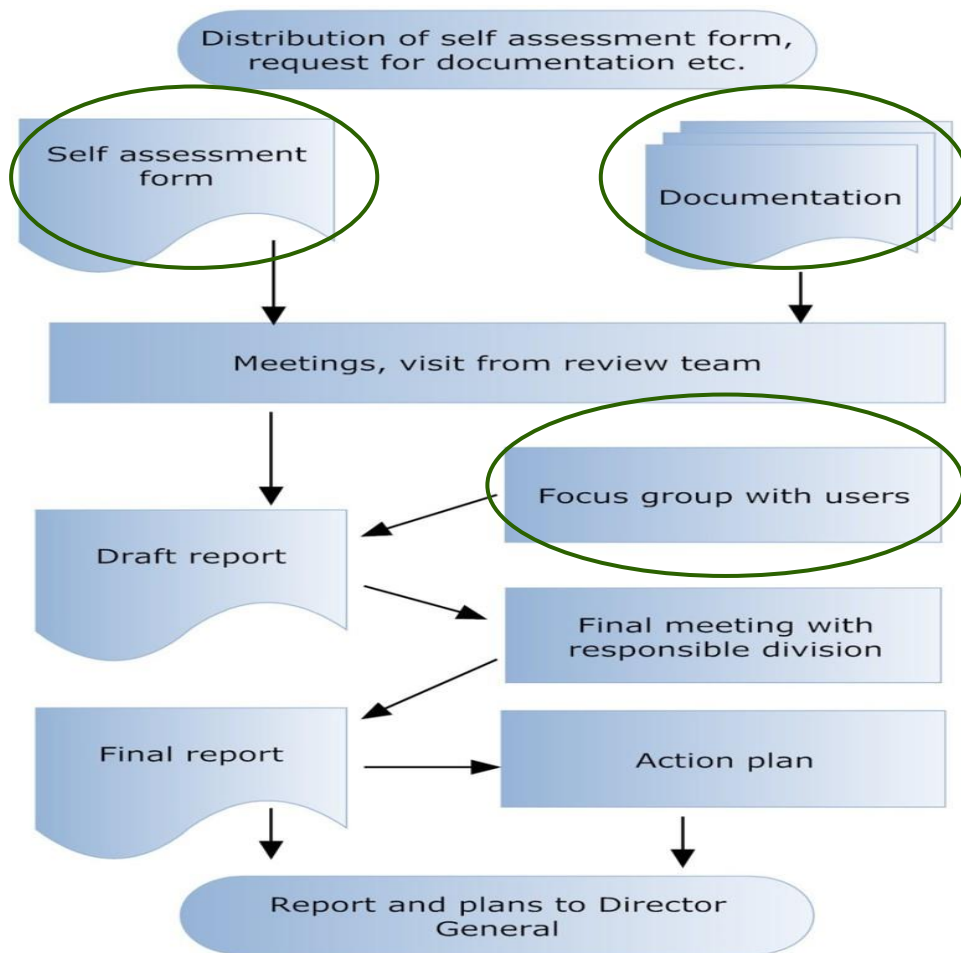 Distribution of self assessment form,
request for documentation etc.
Self assessment
form
Documentation
Meetings, visit from review team
Focus group with users
Draft report
Final meeting with
responsible division
Final report
Action plan
Report and plans to Director
General